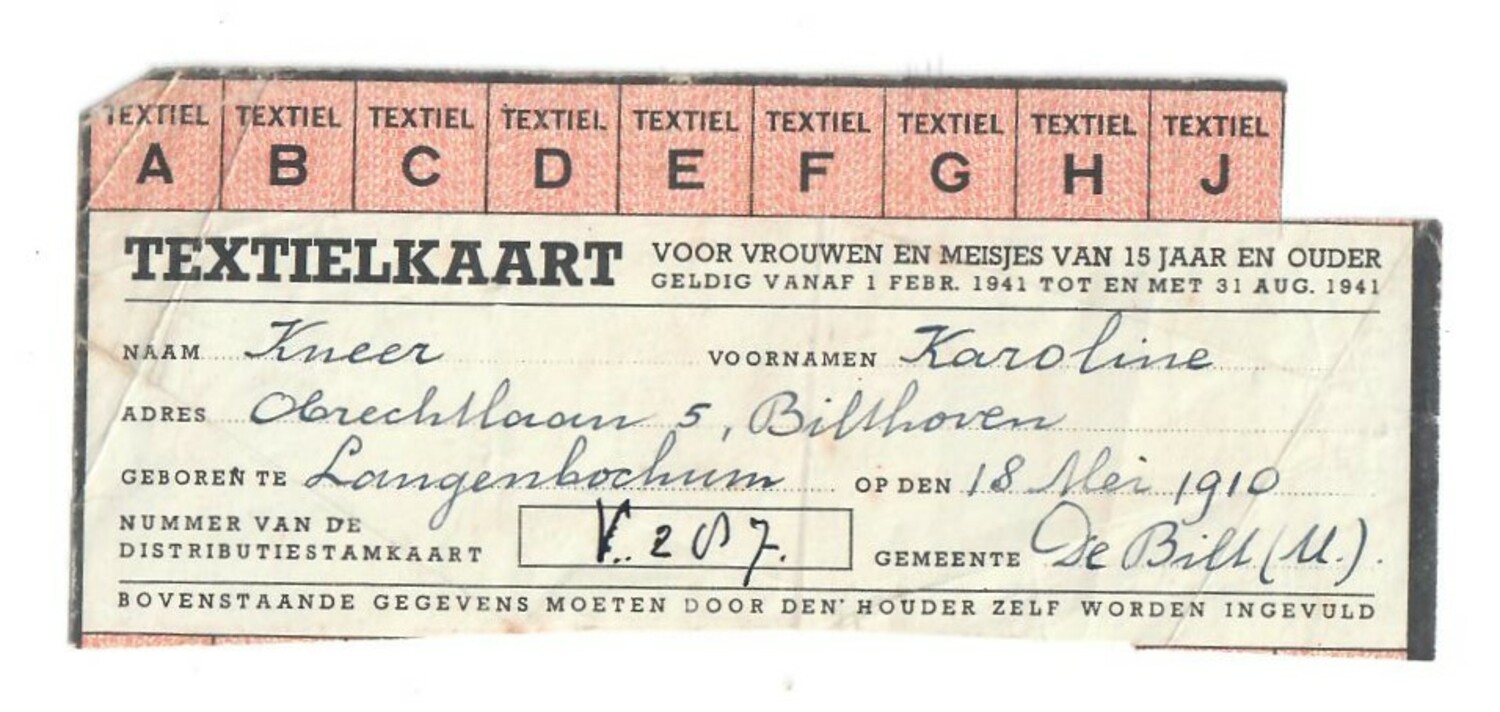 TEXTIEL A TEXTIEL B TEXTIEL C TEXTIEL D TEXTIEL E TEXTIEL F TEXTIEL G TEXTIEL H TEXTIEL J
TEXTIELKAART VOOR VROUWEN EN MEISJES VAN 15 JAAR EN OUDER
GELDIG VANAF 1 FEBR. 1941 TOT EN MET 31 AUG. 1941
NAAM Kneer VOORNAMEN Karoline
ADRES Obrechtlaan 5, Bilthoven
GEBOREN TE Langenbochum OP DEN 18 Mei 1910
NUMMER VAN DE
DISTRIBUTIESTAMKAART GEMEENTE De Bilt (U.).
BOVENSTAANDE GEGEVENS MOETEN DOOR DEN HOUDER ZELF WORDEN INGEVULD